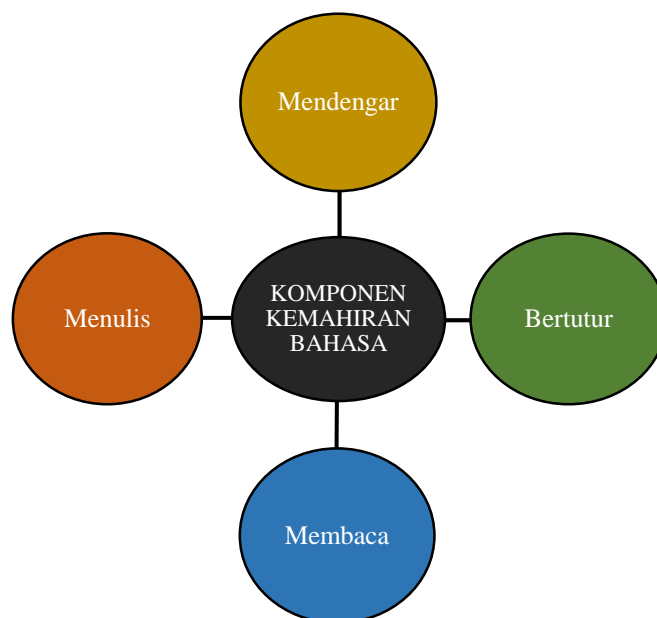 Mendengar
Menulis
KOMPONEN
KEMAHIRAN
BAHASA
Bertutur
Membaca